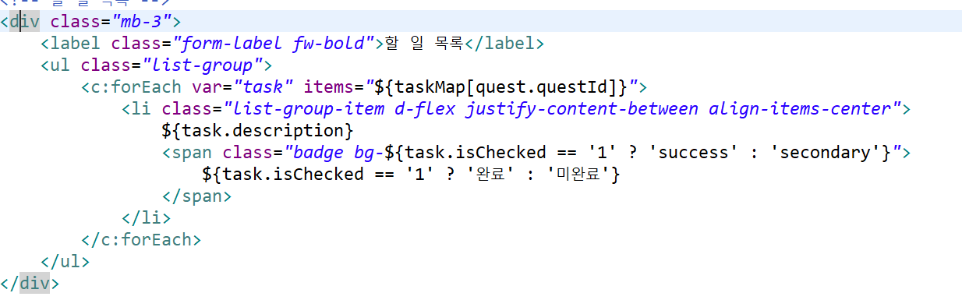 <div class="mb-3">
<label class="form-label fw-bold">할 일 목록</label>
<ul class="list-group">
<c:forEach var="task" items="${taskMap[quest.questId]}">
<li class="list-group-item d-flex justify-content-between align-items-center">
${task.description}
<span class="badge bg-${task.isChecked == '1' ? 'success' : 'secondary'}">
${task.isChecked == '1' ? '완료' : '미완료'}
</span>
</li>
</c:forEach>
</ul>
</div>